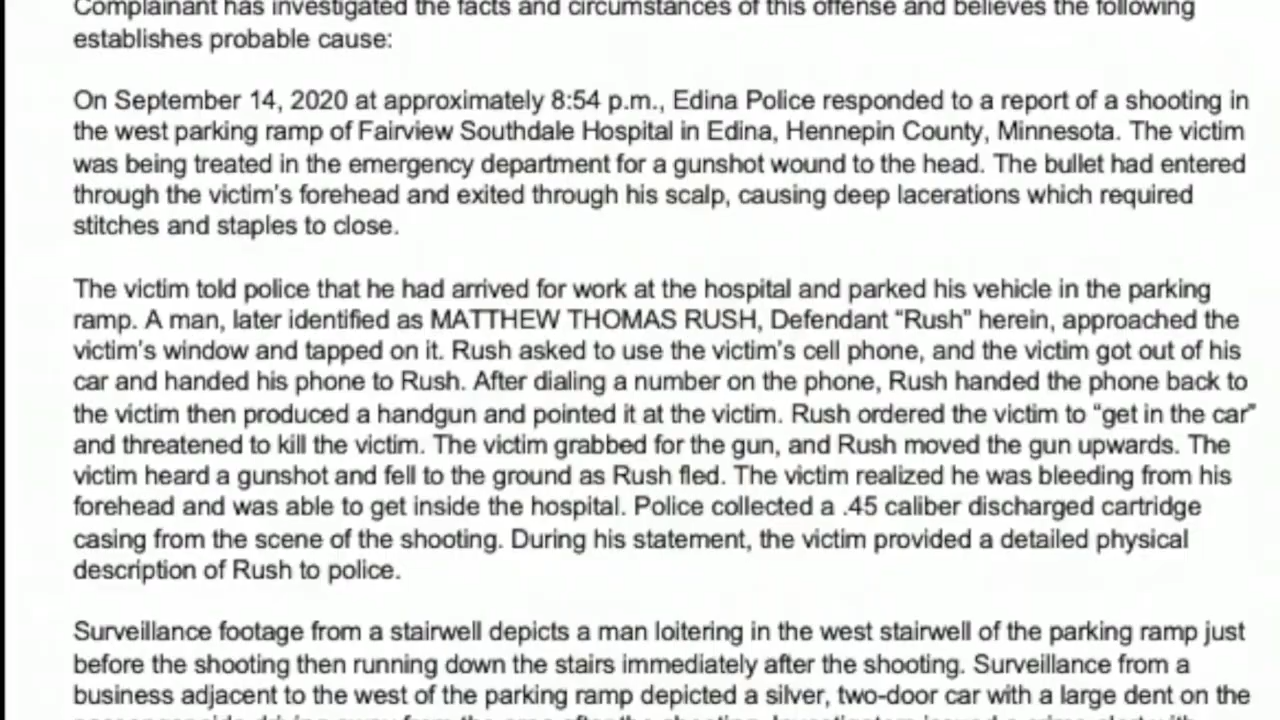 Complainant has investigated the facts and circumstances of this offense and believes the following
establishes probable cause:
On September 14, 2020 at approximately 8:54 p.m., Edina Police responded to a report of a shooting in
the west parking ramp of Fairview Southdale Hospital in Edina, Hennepin County, Minnesota. The victim
was being treated in the emergency department for a gunshot wound to the head. The bullet had entered
through the victim's forehead and exited through his scalp, causing deep lacerations which required
stitches and staples to close.
The victim told police that he had arrived for work at the hospital and parked his vehicle in the parking
ramp. A man, later identified as MATTHEW THOMAS RUSH, Defendant “Rush” herein, approached the
victim's window and tapped on it. Rush asked to use the victim's cell phone, and the victim got out of his
car and handed his phone to Rush. After dialing a number on the phone, Rush handed the phone back to
the victim then produced a handgun and pointed it at the victim. Rush ordered the victim to “get in the car”
and threatened to kill the victim. The victim grabbed for the gun, and Rush moved the gun upwards. The
victim heard a gunshot and fell to the ground as Rush fled. The victim realized he was bleeding from his
forehead and was able to get inside the hospital. Police collected a .45 caliber discharged cartridge
casing from the scene of the shooting. During his statement, the victim provided a detailed physical
description of Rush to police.
Surveillance footage from a stairwell depicts a man loitering in the west stairwell of the parking ramp just
before the shooting then running down the stairs immediately after the shooting. Surveillance from a
business adjacent to the west of the parking ramp depicted a silver, two-door car with a large dent on the